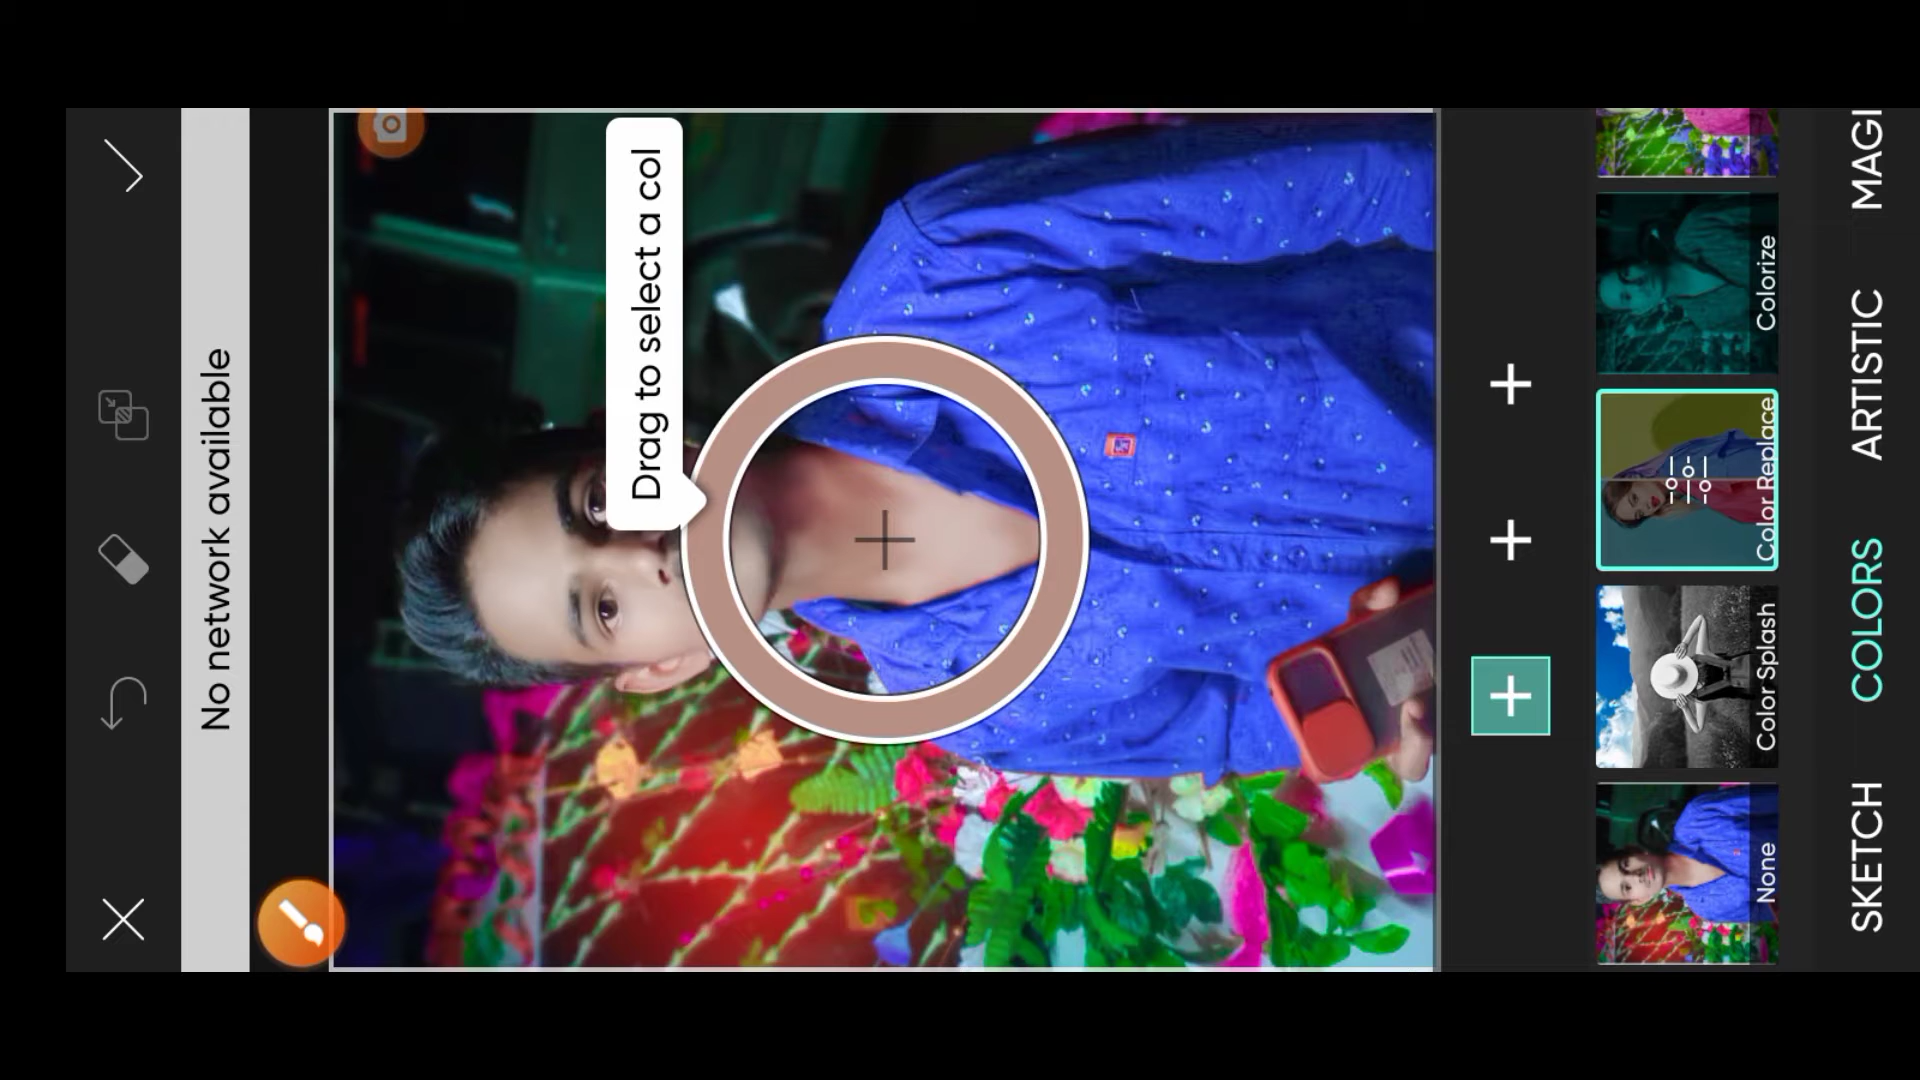 No network available
Drag to select a col
None
Color Splash
Color Replace
Colorize
SKETCH
COLORS
ARTISTIC
MAGI